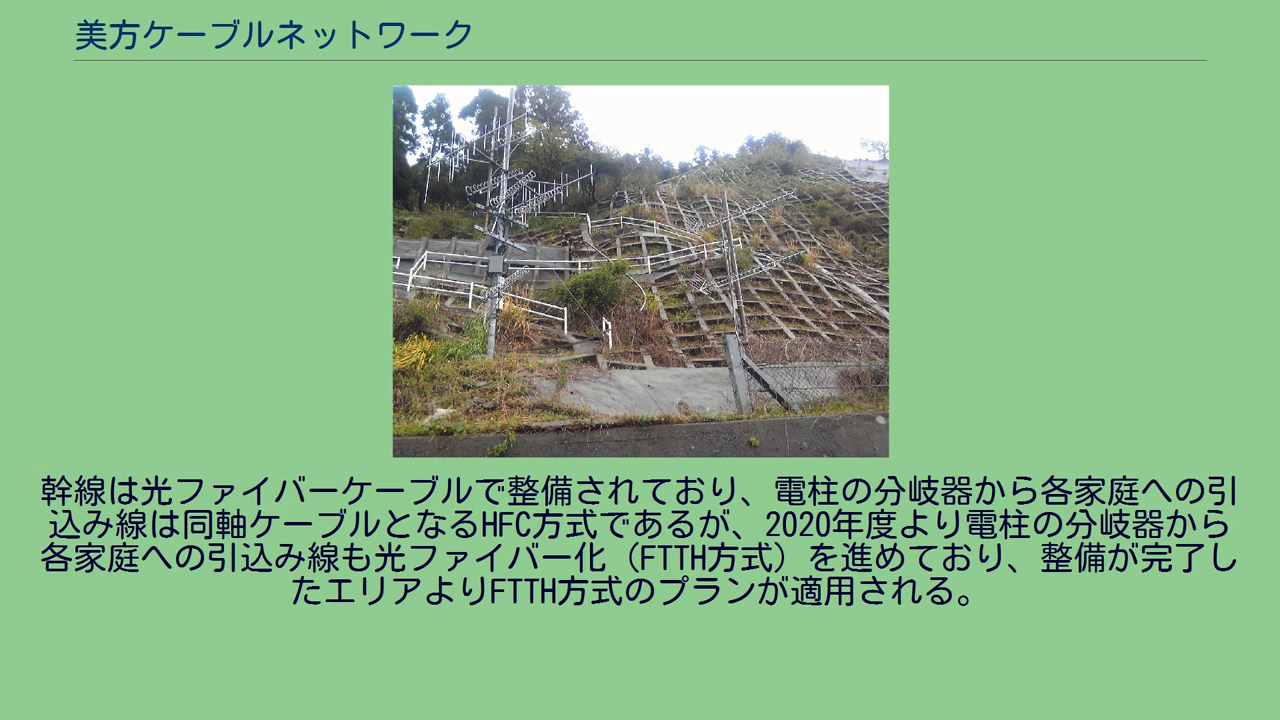 美方ケーブルネットワーク
幹線は光ファイバーケーブルで整備されており、電柱の分岐器から各家庭への引
込み線は同軸ケーブルとなるHFC方式であるが、2020年度より電柱の分岐器から
各家庭への引込み線も光ファイバー化（FTTH方式）を進めており、整備が完了し
たエリアよりFTTH方式のプランが適用される。